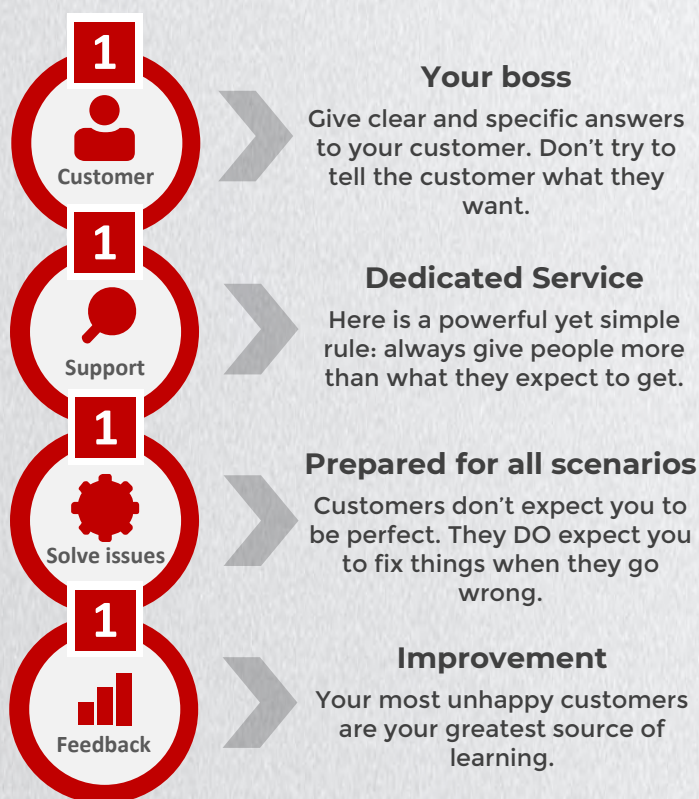 1
Customer
Your boss
Give clear and specific answers
to your customer. Don’t try to
tell the customer what they
want.
1
Support
Dedicated Service
Here is a powerful yet simple
rule: always give people more
than what they expect to get.
1
Solve issues
Prepared for all scenarios
Customers don’t expect you to
be perfect. They DO expect you
to fix things when they go
wrong.
1
Feedback
Improvement
Your most unhappy customers
are your greatest source of
learning.